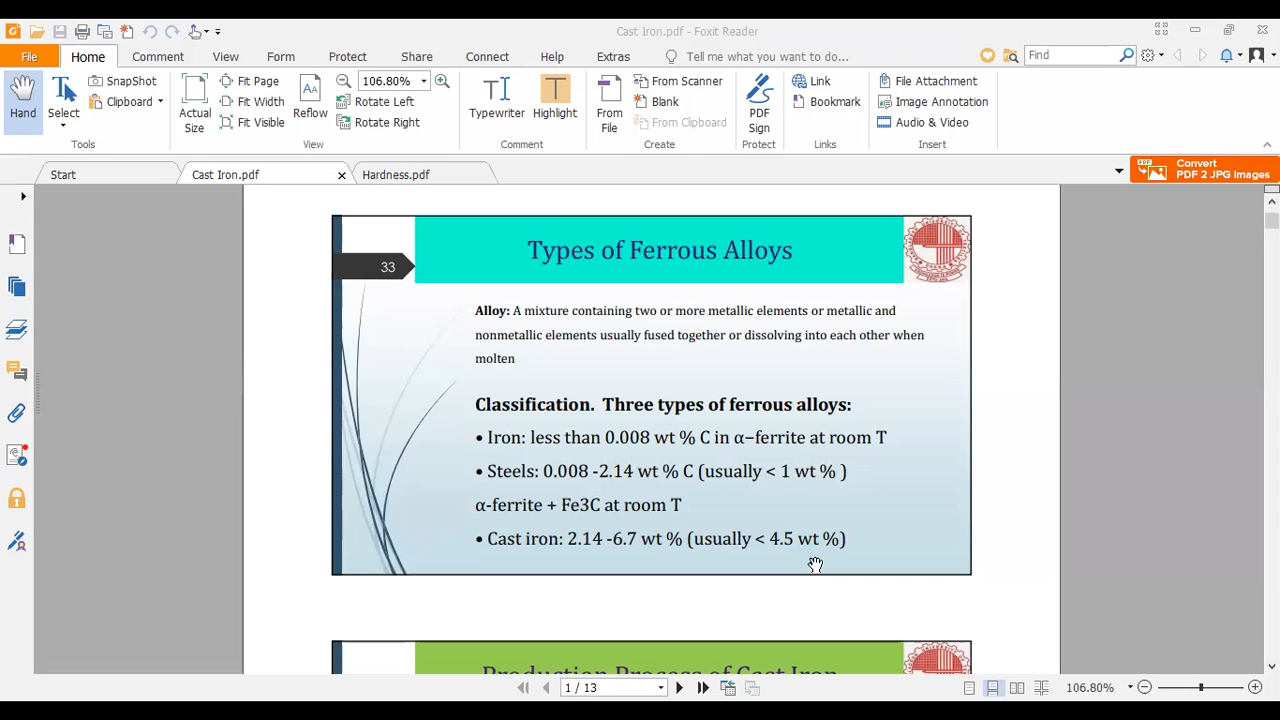 Cast Iron.pdf - Foxit Reader
File Home Comment View Form Protect Share Connect Help Extras Tell me what you want to do... Find
Hand
Select
SnapShot
Clipboard
Tools
Actual Size
Fit Page
Fit Width
Fit Visible
Reflow
106.80%
Rotate Left
Rotate Right
View
Typewriter
Highlight
Comment
From File
From Scanner
Blank
From Clipboard
Create
PDF Sign
Protect
Link
Bookmark
Links
File Attachment
Image Annotation
Audio & Video
Insert
Start Cast Iron.pdf Hardness.pdf
Convert
PDF 2 JPG Images
Types of Ferrous Alloys
33
Alloy: A mixture containing two or more metallic elements or metallic and
nonmetallic elements usually fused together or dissolving into each other when
molten
Classification. Three types of ferrous alloys:
• Iron: less than 0.008 wt % C in α−ferrite at room T
• Steels: 0.008 -2.14 wt % C (usually < 1 wt % )
α-ferrite + Fe3C at room T
• Cast iron: 2.14 -6.7 wt % (usually < 4.5 wt %)
Production Process of Cast Iron
1 / 13
106.80%